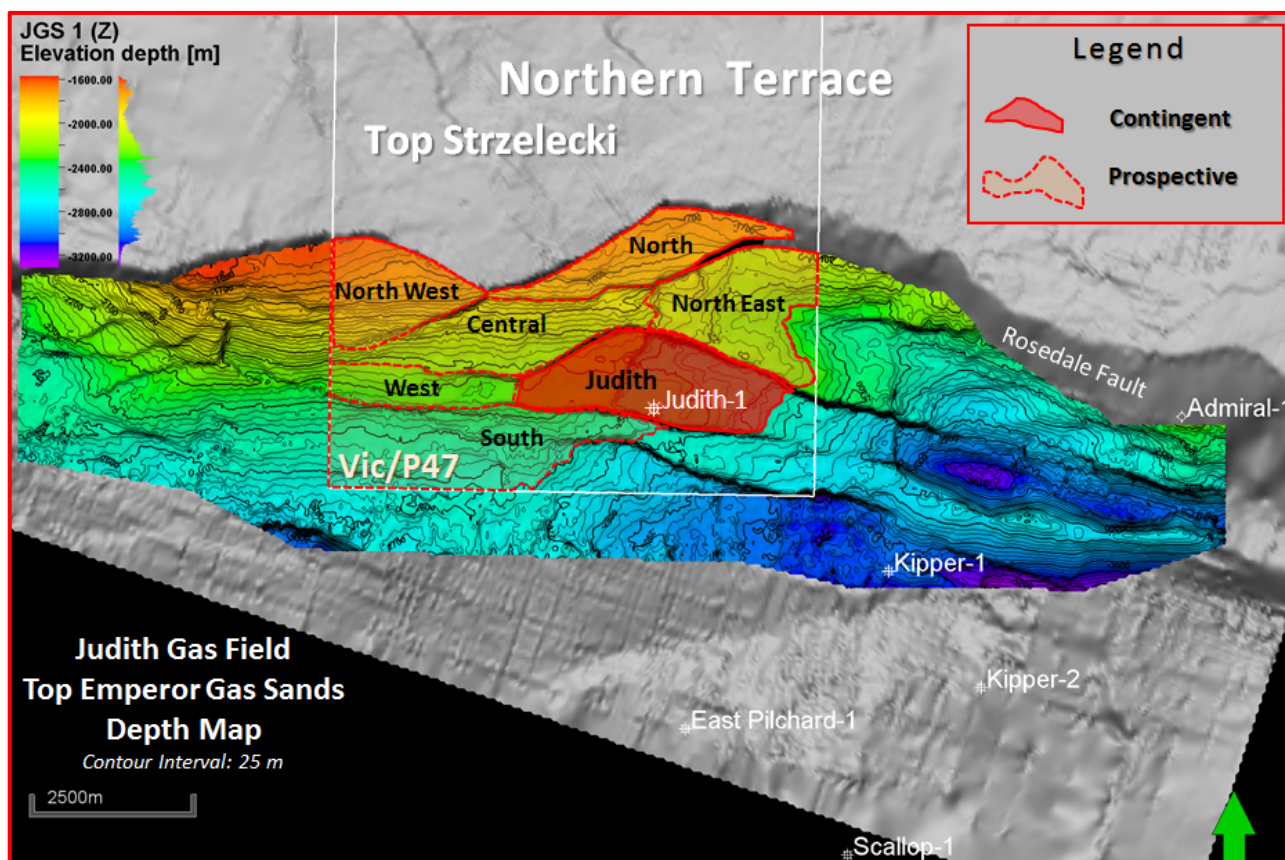 JGS 1 (Z)
Elevation depth [m]
-1600.00
-2000.00
-2400.00
-2800.00
-3200.00
Northern Terrace
Top Strzelecki
Legend
Contingent
Prospective
North
North West
North East
Central
West
Judith
Judith-1
South
Vic/P47
Rosedale Fault
Admiral-1
Kipper-1
Kipper-2
East Pilchard-1
Scallop-1
Judith Gas Field
Top Emperor Gas Sands
Depth Map
Contour Interval: 25 m
2500m